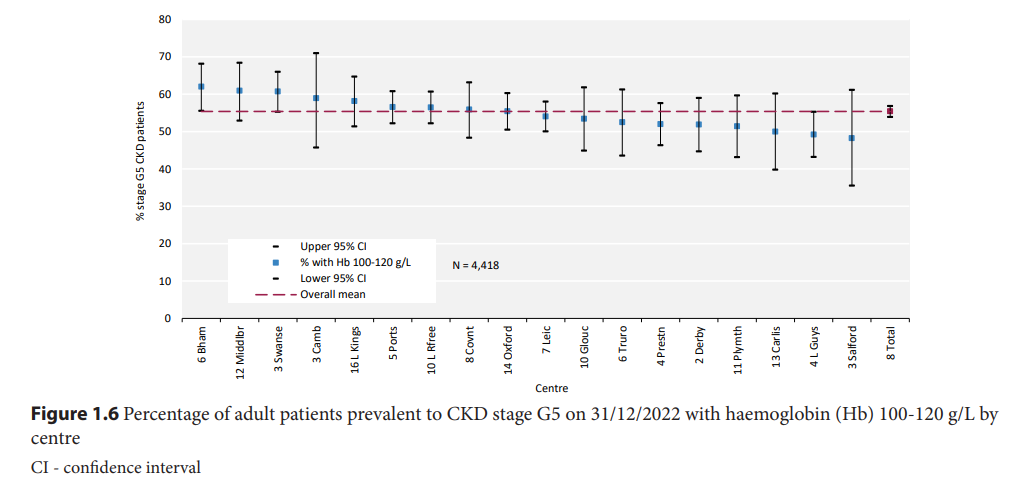 80
70
60
50
40
30
20
10
0
% stage G5 CKD patients
Upper 95% CI
% with Hb 100-120 g/L
Lower 95% CI
Overall mean
N = 4,418
6 Bham
12 Middlbr
3 Swanse
3 Camb
16 L Kings
5 Ports
10 L Rfree
8 Covnt
14 Oxford
7 Leic
10 Glouc
6 Truro
4 Prestn
2 Derby
11 Plymth
13 Carlis
4 L Guys
3 Salford
8 Total
Centre
Figure 1.6 Percentage of adult patients prevalent to CKD stage G5 on 31/12/2022 with haemoglobin (Hb) 100-120 g/L by
centre
CI - confidence interval